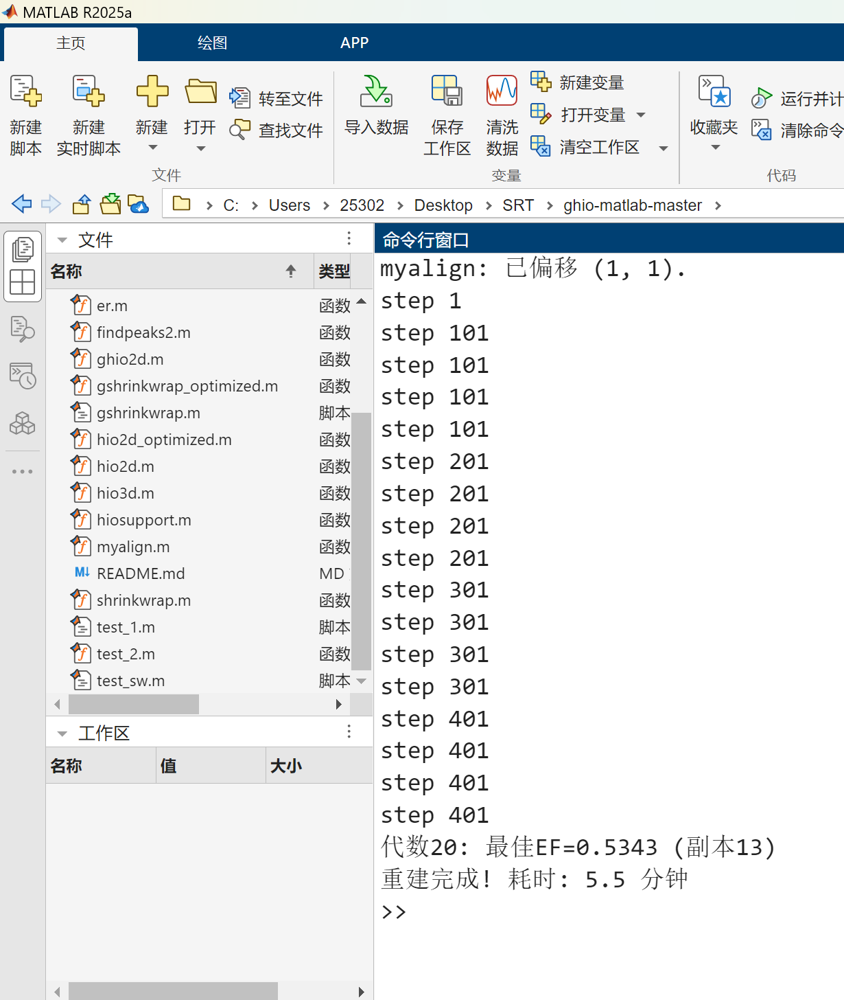 MATLAB R2025a
主页 绘图 APP
新建
脚本
新建
实时脚本
新建
打开
转至文件
查找文件
文件
导入数据
保存
工作区
清洗
数据
新建变量
打开变量
清空工作区
变量
收藏夹
运行并计
清除命令
代码
C: Users 25302 Desktop SRT ghio-matlab-master
文件
名称 类型
er.m 函数
findpeaks2.m 函数
ghio2d.m 函数
gshrinkwrap_optimized.m 函数
gshrinkwrap.m 脚本
hio2d_optimized.m 函数
hio2d.m 函数
hio3d.m 函数
hiosupport.m 函数
myalign.m 函数
README.md MD
shrinkwrap.m 函数
test_1.m 脚本
test_2.m 函数
test_sw.m 脚本
工作区
名称 值 大小
命令行窗口
myalign: 已偏移 (1, 1).
step 1
step 101
step 101
step 101
step 101
step 201
step 201
step 201
step 201
step 301
step 301
step 301
step 301
step 401
step 401
step 401
step 401
代数20: 最佳EF=0.5343 (副本13)
重建完成! 耗时: 5.5 分钟
>>